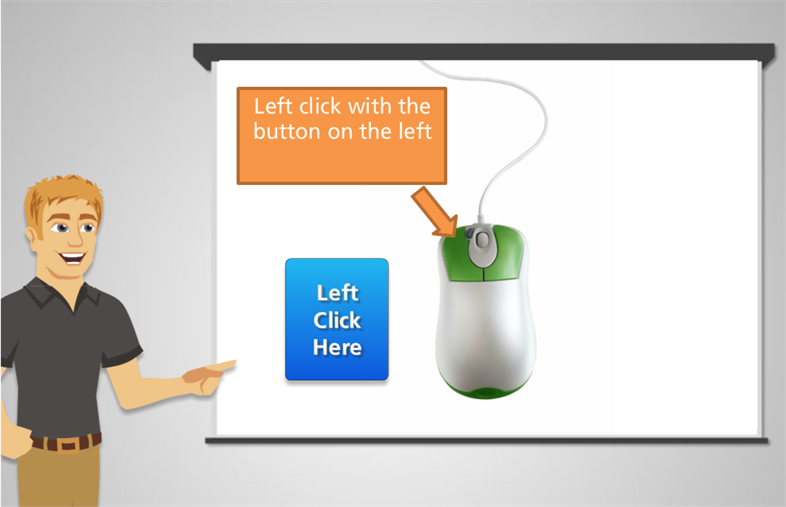 Left click with the
button on the left
Left
Click
Here